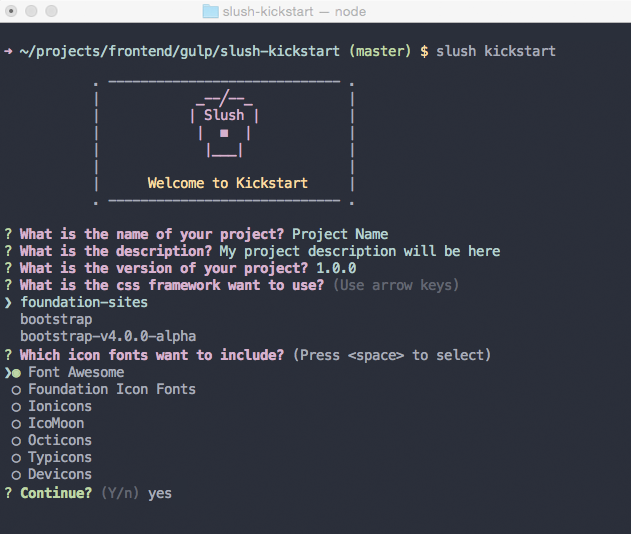 slush-kickstart — node
➜ ~/projects/frontend/gulp/slush-kickstart (master) $ slush kickstart
Slush
Welcome to Kickstart
? What is the name of your project? Project Name
? What is the description? My project description will be here
? What is the version of your project? 1.0.0
? What is the css framework want to use? (Use arrow keys)
❯ foundation-sites
bootstrap
bootstrap-v4.0.0-alpha
? Which icon fonts want to include? (Press <space> to select)
❯◉ Font Awesome
◯ Foundation Icon Fonts
◯ Ionicons
◯ IcoMoon
◯ Octicons
◯ Typicons
◯ Devicons
? Continue? (Y/n) yes